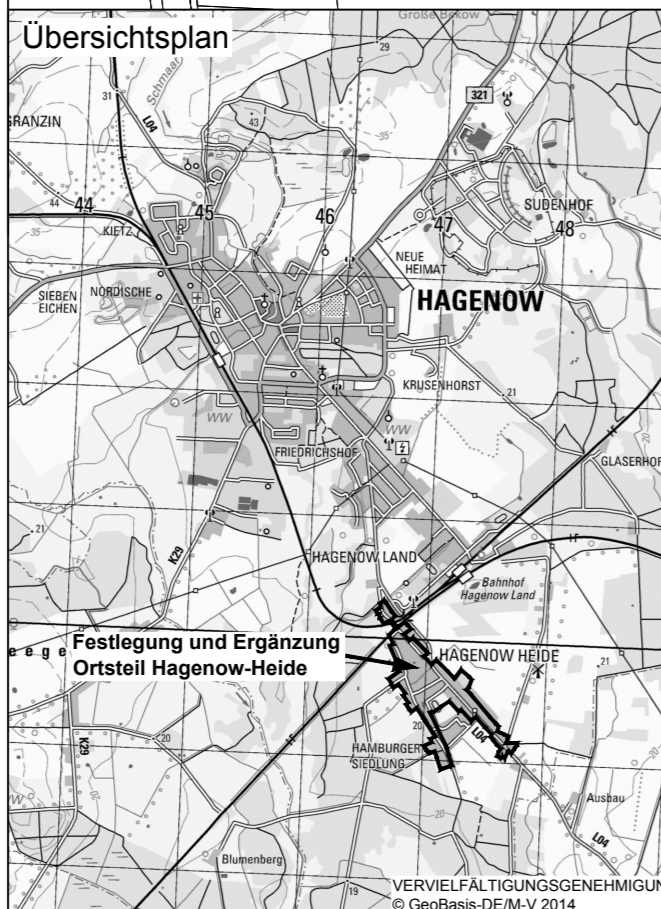 Übersichtsplan
Große Bekow
29
321
31
Schmaar
L04
43
GRANZIN
35
44
44
45
46
47
48
SUDENHOF
KIETZ
NEUE
HEIMAT
SIEBEN
EICHEN
NORDISCHE
HAGENOW
KRUSENHORST
21
WW
WW
FRIEDRICHSHOF
GLASERHOF
21
K29
HAGENOW LAND
Bahnhof
Hagenow Land
Festlegung und Ergänzung
Ortsteil Hagenow-Heide
eege
HAGENOW HEIDE
21
K29
20
20
L04
HAMBURGER
SIEDLUNG
Ausbau
Blumenberg
L04
19
VERVIELFÄLTIGUNGSGENEHMIGUN
© GeoBasis-DE/M-V 2014